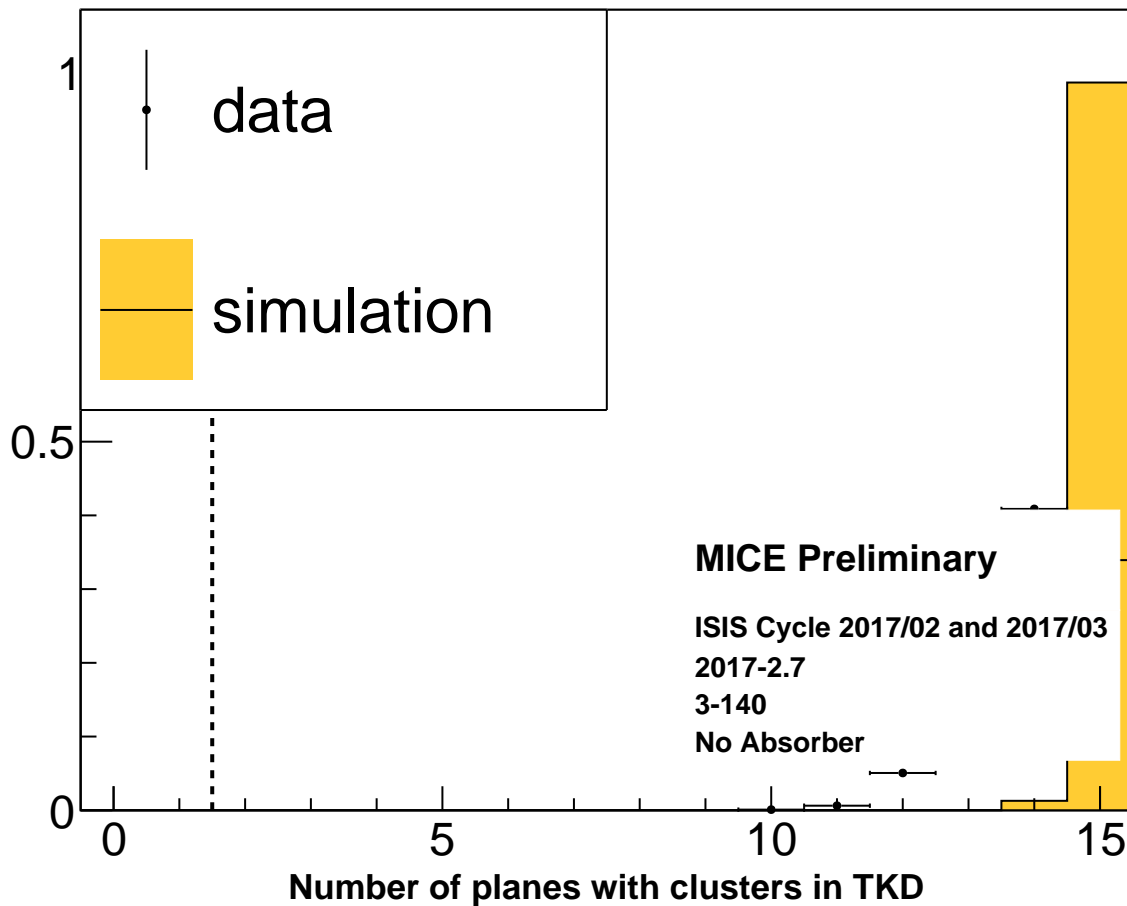 1
data
simulation
0.5
MICE Preliminary
ISIS Cycle 2017/02 and 2017/03
2017-2.7
3-140
No Absorber
0
0 5 10 15
Number of planes with clusters in TKD